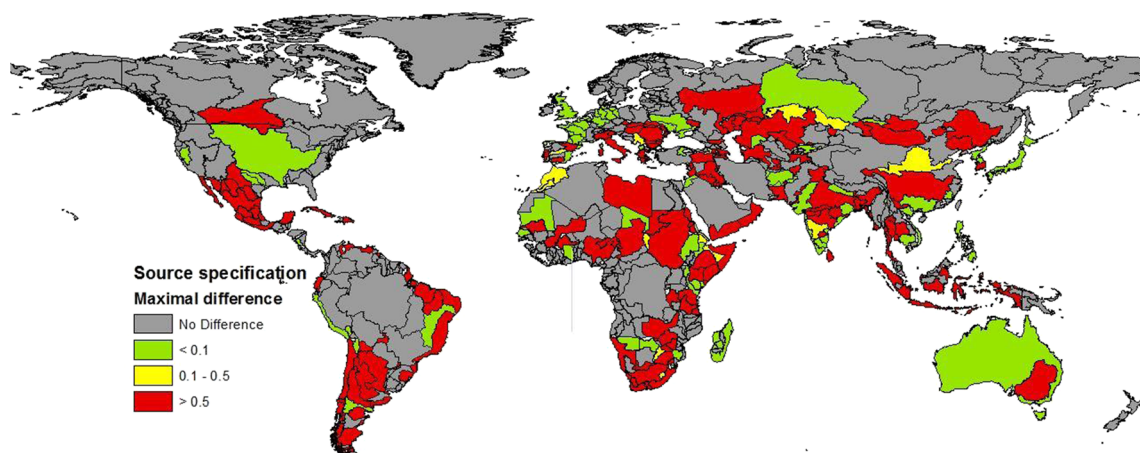 Source specification
Maximal difference
No Difference
< 0.1
0.1 - 0.5
> 0.5